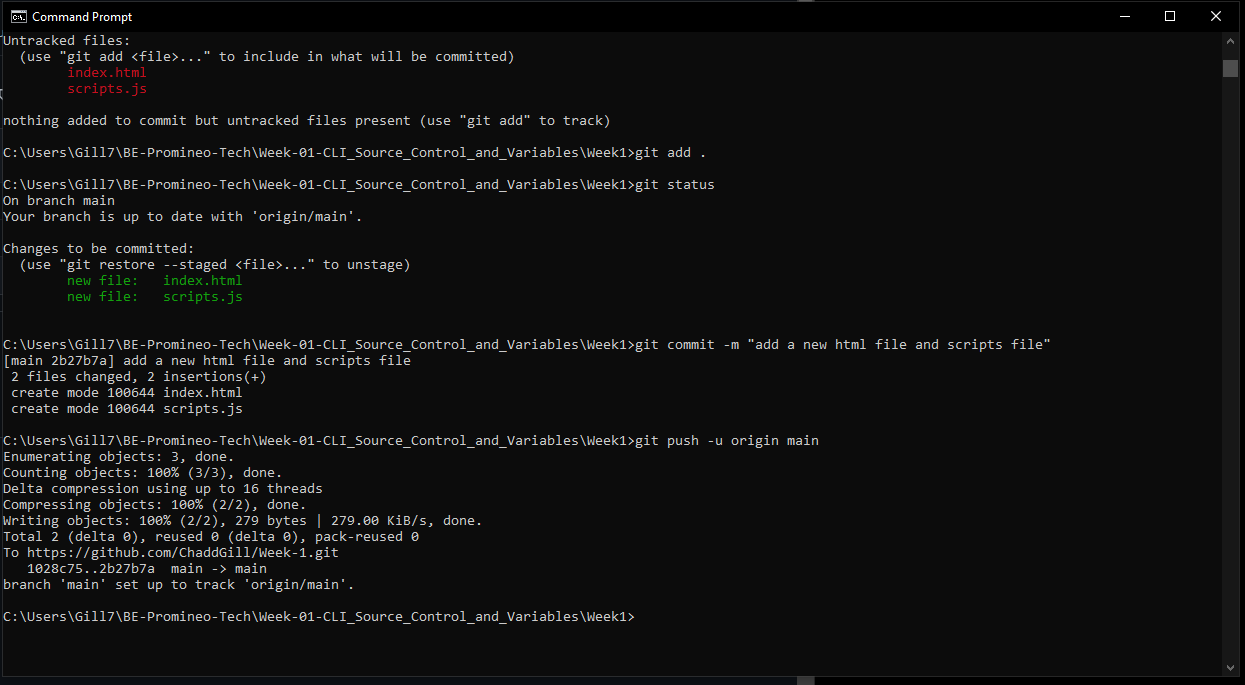 Command Prompt
Untracked files:
  (use "git add <file>..." to include in what will be committed)
        index.html
        scripts.js

nothing added to commit but untracked files present (use "git add" to track)

C:\Users\Gill7\BE-Promineo-Tech\Week-01-CLI_Source_Control_and_Variables\Week1>git add .

C:\Users\Gill7\BE-Promineo-Tech\Week-01-CLI_Source_Control_and_Variables\Week1>git status
On branch main
Your branch is up to date with 'origin/main'.

Changes to be committed:
  (use "git restore --staged <file>..." to unstage)
        new file:   index.html
        new file:   scripts.js


C:\Users\Gill7\BE-Promineo-Tech\Week-01-CLI_Source_Control_and_Variables\Week1>git commit -m "add a new html file and scripts file"
[main 2b27b7a] add a new html file and scripts file
 2 files changed, 2 insertions(+)
 create mode 100644 index.html
 create mode 100644 scripts.js

C:\Users\Gill7\BE-Promineo-Tech\Week-01-CLI_Source_Control_and_Variables\Week1>git push -u origin main
Enumerating objects: 3, done.
Counting objects: 100% (3/3), done.
Delta compression using up to 16 threads
Compressing objects: 100% (2/2), done.
Writing objects: 100% (2/2), 279 bytes | 279.00 KiB/s, done.
Total 2 (delta 0), reused 0 (delta 0), pack-reused 0
To https://github.com/ChaddGill/Week-1.git
   1028c75..2b27b7a  main -> main
branch 'main' set up to track 'origin/main'.

C:\Users\Gill7\BE-Promineo-Tech\Week-01-CLI_Source_Control_and_Variables\Week1>